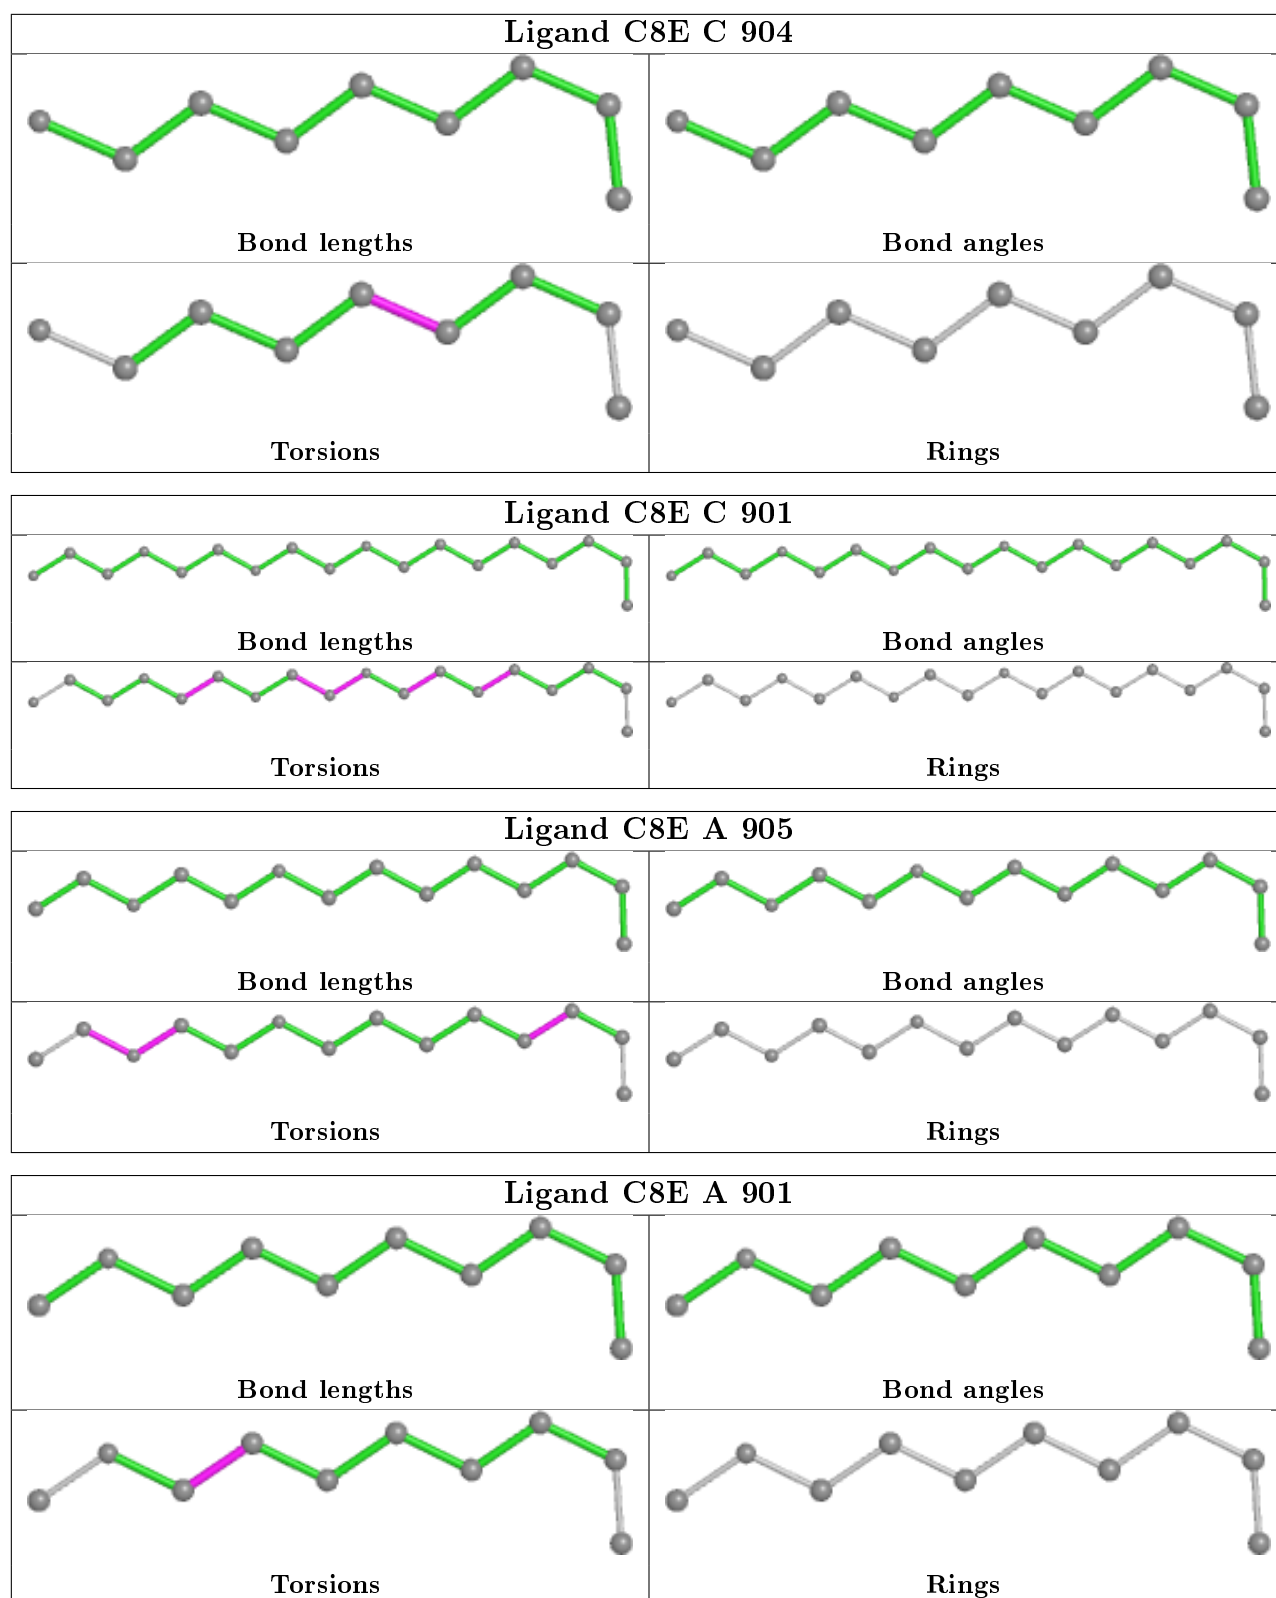 Ligand C8E C 904
Bond lengths Bond angles
Torsions Rings
Ligand C8E C 901
Bond lengths Bond angles
Torsions Rings
Ligand C8E A 905
Bond lengths Bond angles
Torsions Rings
Ligand C8E A 901
Bond lengths Bond angles
Torsions Rings